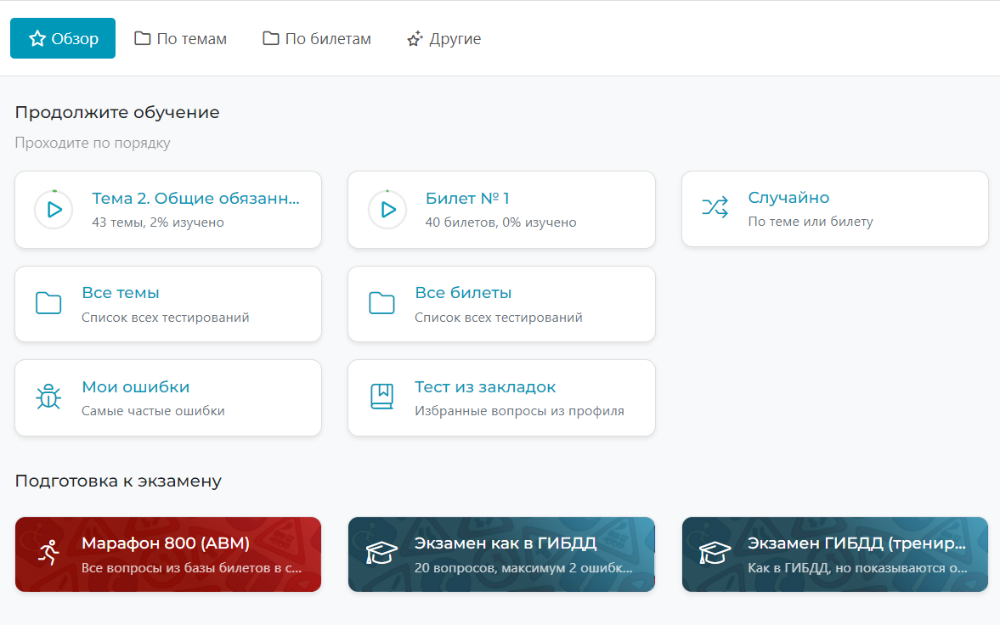 Обзор
По темам
По билетам
Другие
Продолжите обучение
Проходите по порядку
Тема 2. Общие обязанн...
43 темы, 2% изучено
Билет № 1
40 билетов, 0% изучено
Случайно
По теме или билету
Все темы
Список всех тестирований
Все билеты
Список всех тестирований
Мои ошибки
Самые частые ошибки
Тест из закладок
Избранные вопросы из профиля
Подготовка к экзамену
Марафон 800 (ABM)
Все вопросы из базы билетов в с...
Экзамен как в ГИБДД
20 вопросов, максимум 2 ошибк...
Экзамен ГИБДД (тренир...
Как в ГИБДД, но показываются о...